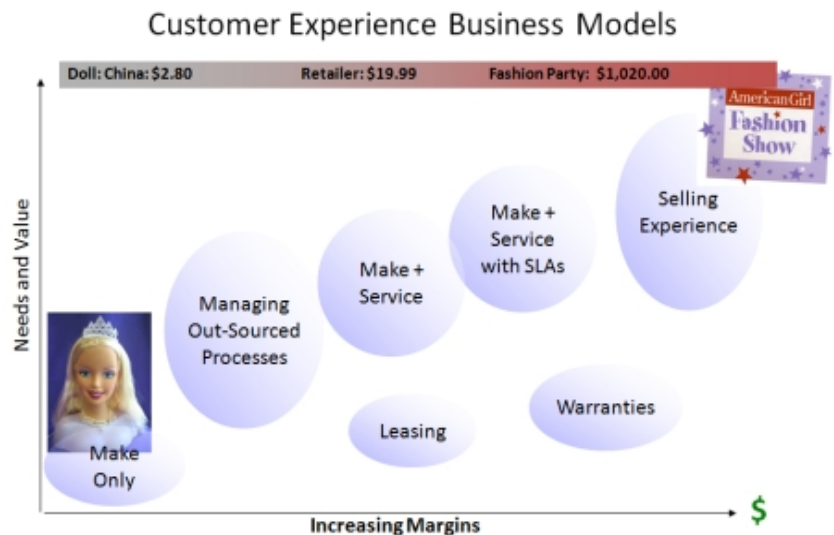 Customer Experience Business Models
Doll: China: $2.80 Retailer: $19.99 Fashion Party: $1,020.00
American Girl
Fashion
Show
Needs and Value
Selling
Experience
Make +
Service
with SLAs
Make +
Service
Managing
Out-Sourced
Processes
Warranties
Leasing
Make
Only
Increasing Margins
$